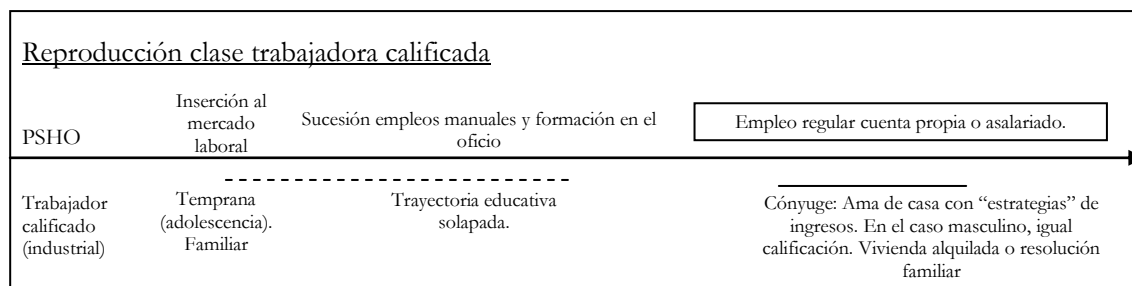 Reproducción clase trabajadora calificada
PSHO
Inserción al
mercado
laboral
Sucesión empleos manuales y formación en el
oficio
Empleo regular cuenta propia o asalariado.
Trabajador
calificado
(industrial)
Temprana
(adolescencia).
Familiar
Trayectoria educativa
solapada.
Cónyuge: Ama de casa con “estrategias” de
ingresos. En el caso masculino, igual
calificación. Vivienda alquilada o resolución
familiar